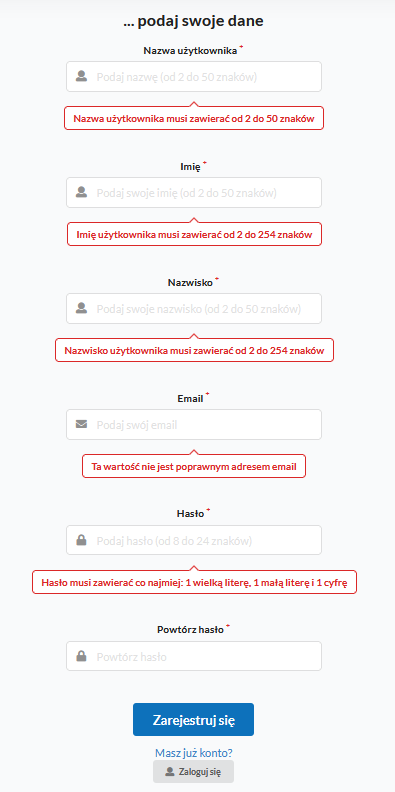 ... podaj swoje dane
Nazwa użytkownika *
Podaj nazwę (od 2 do 50 znaków)
Nazwa użytkownika musi zawierać od 2 do 50 znaków
Imię *
Podaj swoje imię (od 2 do 50 znaków)
Imię użytkownika musi zawierać od 2 do 254 znaków
Nazwisko *
Podaj swoje nazwisko (od 2 do 50 znaków)
Nazwisko użytkownika musi zawierać od 2 do 254 znaków
Email *
Podaj swój email
Ta wartość nie jest poprawnym adresem email
Hasło *
Podaj hasło (od 8 do 24 znaków)
Hasło musi zawierać co najmiej: 1 wielką literę, 1 małą literę i 1 cyfrę
Powtórz hasło *
Powtórz hasło
Zarejestruj się
Masz już konto?
Zaloguj się